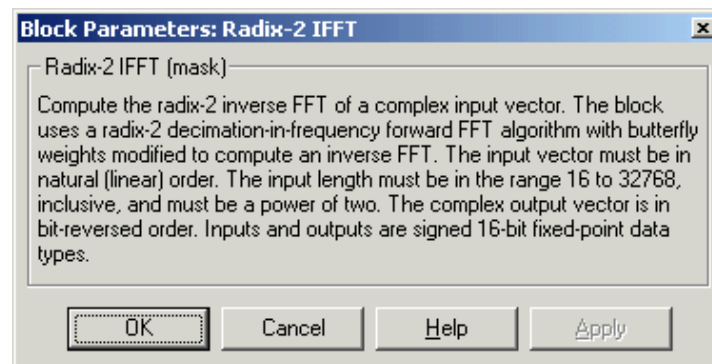 Block Parameters: Radix-2 IFFT
Radix-2 IFFT (mask)
Compute the radix-2 inverse FFT of a complex input vector. The block
uses a radix-2 decimation-in-frequency forward FFT algorithm with butterfly
weights modified to compute an inverse FFT. The input vector must be in
natural (linear) order. The input length must be in the range 16 to 32768,
inclusive, and must be a power of two. The complex output vector is in
bit-reversed order. Inputs and outputs are signed 16-bit fixed-point data
types.
OK Cancel Help Apply